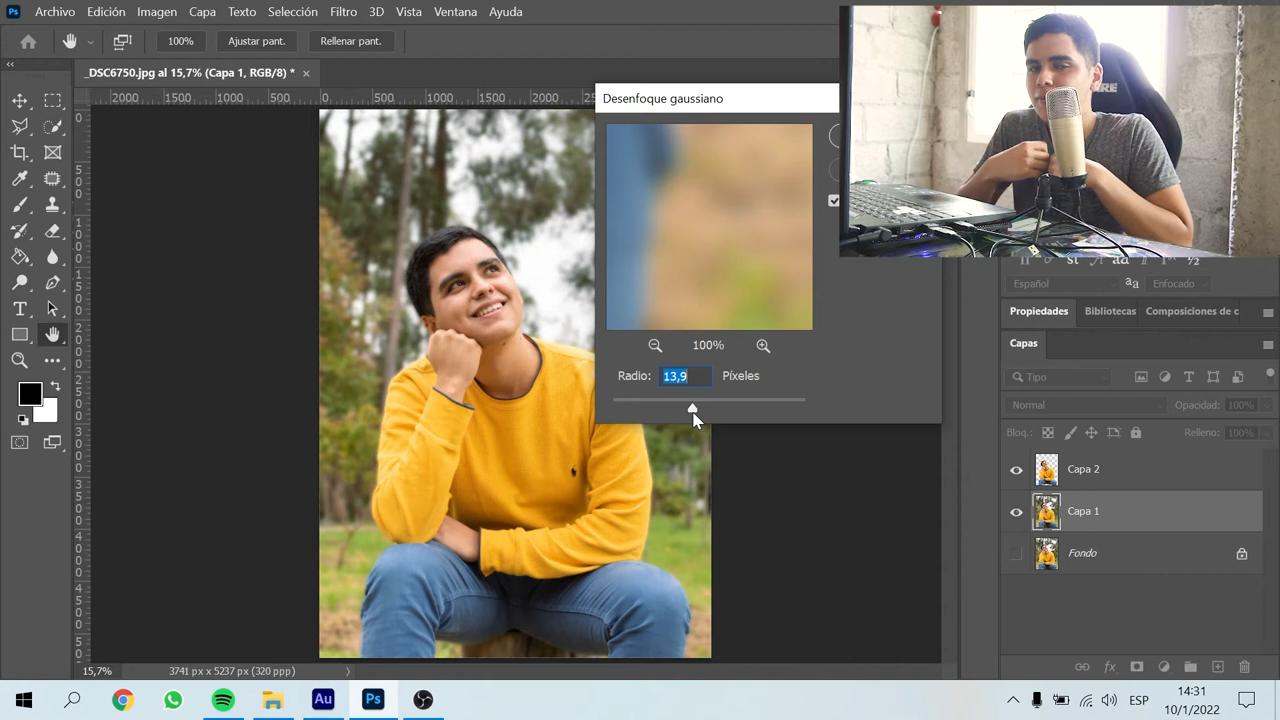 Ps Archivo Edición Imagen Capa Texto Selección Filtro 3D Vista Ventana Ayuda
100% Ajustar pant. Rellenar pant.
_DSC6750.jpg al 15,7% (Capa 1, RGB/8) * ×
2000 1500 1000 500 0 500 1000 1500 2000
Desenfoque gaussiano
100%
Radio: 13,9 Píxeles
Español Enfocado
Propiedades Bibliotecas Composiciones de c
Capas
Tipo
Normal Opacidad: 100%
Bloq.: Relleno: 100%
Capa 2
Capa 1
Fondo
15,7% 3741 px x 5237 px (320 ppp)
Au Ps
ESP
14:31
10/1/2022